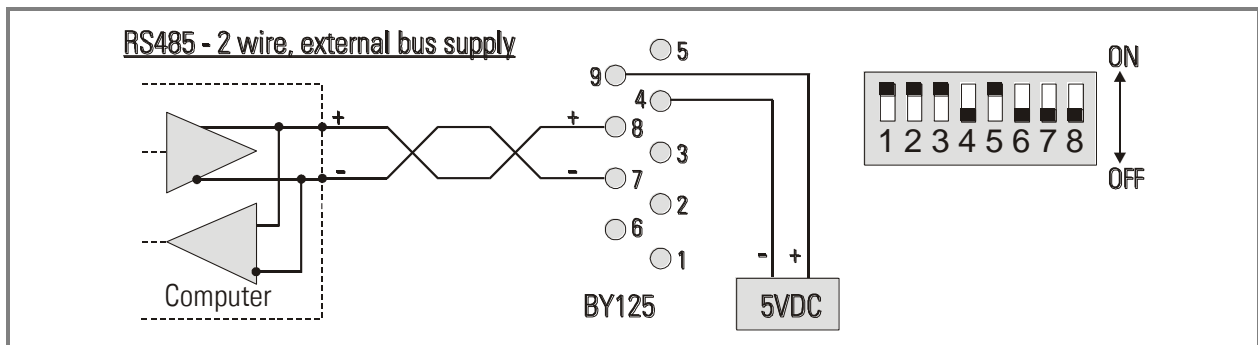 RS485 - 2 wire, external bus supply
5
ON
9
4
+ + 8
1 2 3 4 5 6 7 8
3
- - 7
OFF
2
6
- +
1
Computer
BY125
5VDC